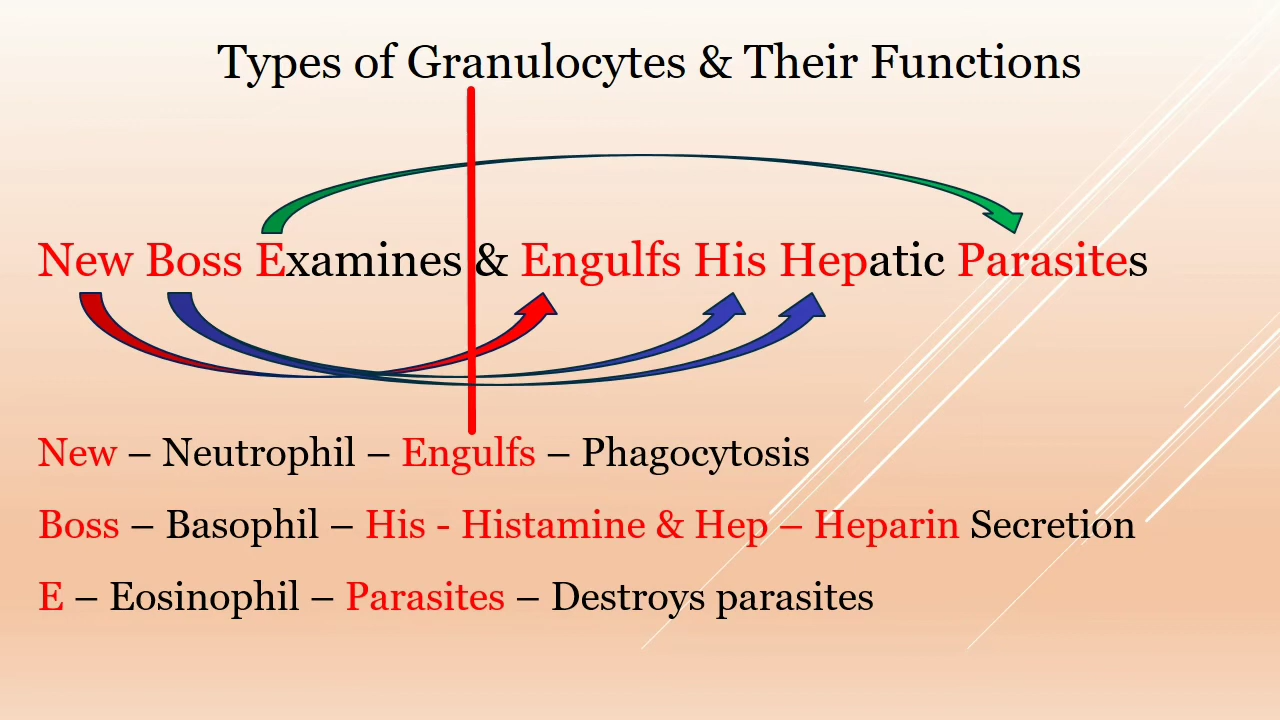 Types of Granulocytes & Their Functions
New Boss Examines & Engulfs His Hepatic Parasites
New – Neutrophil – Engulfs – Phagocytosis
Boss – Basophil – His - Histamine & Hep – Heparin Secretion
E – Eosinophil – Parasites – Destroys parasites